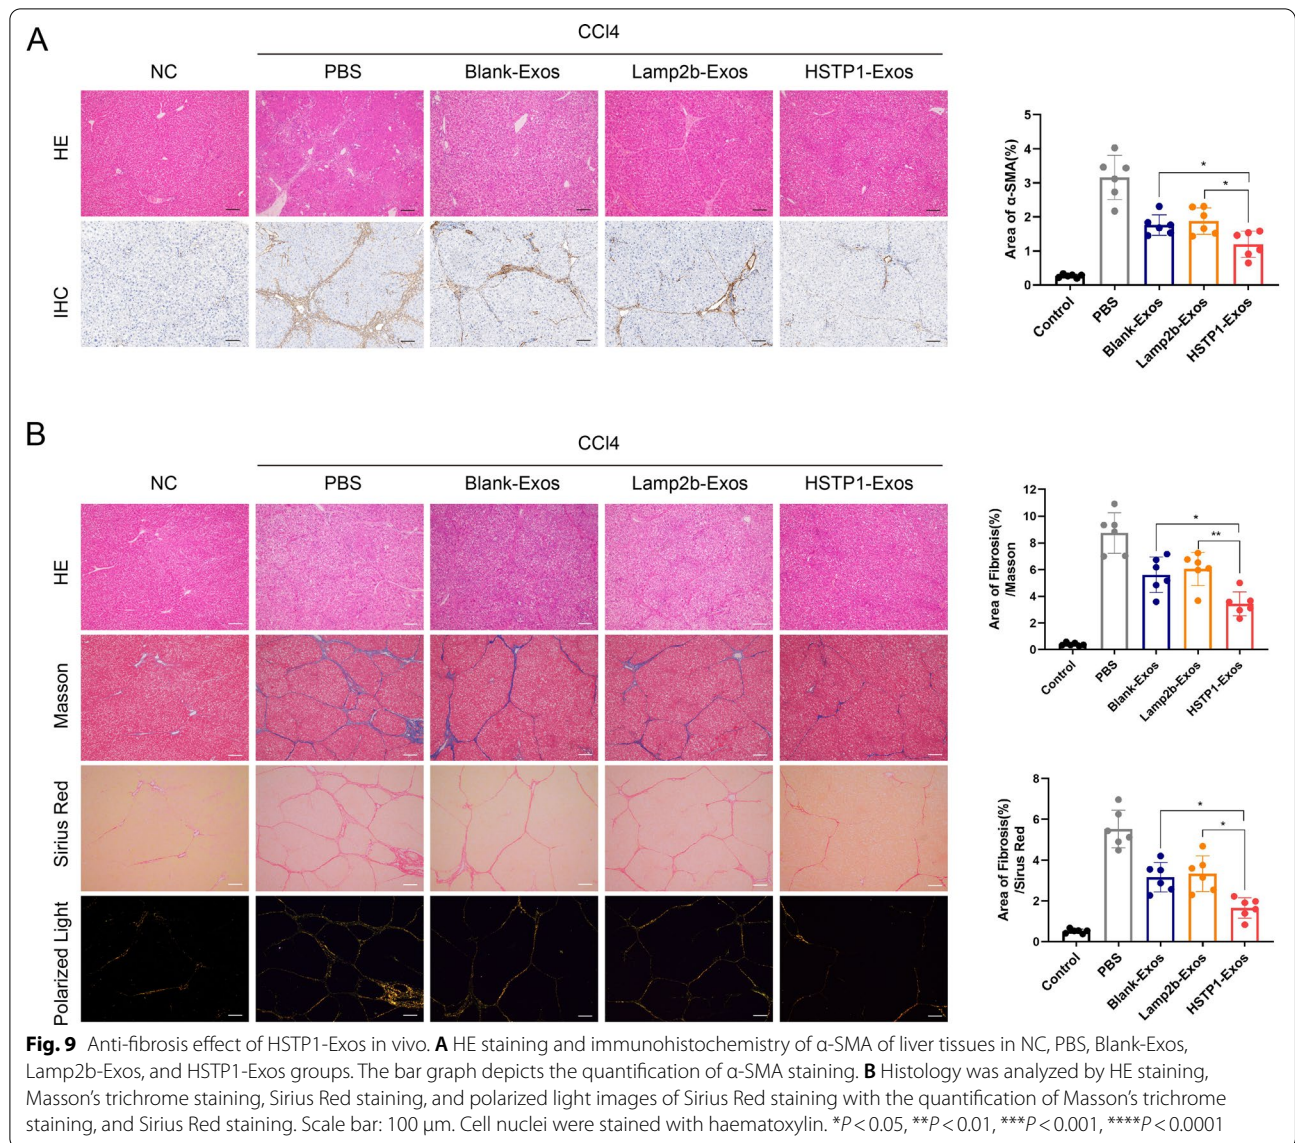 A
CCl4
NC
PBS
Blank-Exos
Lamp2b-Exos
HSTP1-Exos
HE
IHC
Area of α-SMA(%)
5
4
3
2
1
0
*
*
Control
PBS
Blank-Exos
Lamp2b-Exos
HSTP1-Exos
B
CCl4
NC
PBS
Blank-Exos
Lamp2b-Exos
HSTP1-Exos
HE
Masson
Sirius Red
Polarized Light
Area of Fibrosis(%)
/Masson
12
10
8
6
4
2
0
*
**
Control
PBS
Blank-Exos
Lamp2b-Exos
HSTP1-Exos
Area of Fibrosis(%)
/Sirus Red
8
6
4
2
0
*
*
Control
PBS
Blank-Exos
Lamp2b-Exos
HSTP1-Exos
Fig. 9 Anti-fibrosis effect of HSTP1-Exos in vivo. A HE staining and immunohistochemistry of α-SMA of liver tissues in NC, PBS, Blank-Exos,
Lamp2b-Exos, and HSTP1-Exos groups. The bar graph depicts the quantification of α-SMA staining. B Histology was analyzed by HE staining,
Masson's trichrome staining, Sirius Red staining, and polarized light images of Sirius Red staining with the quantification of Masson's trichrome
staining, and Sirius Red staining. Scale bar: 100 μm. Cell nuclei were stained with haematoxylin. *P < 0.05, **P < 0.01, ***P < 0.001, ****P < 0.0001